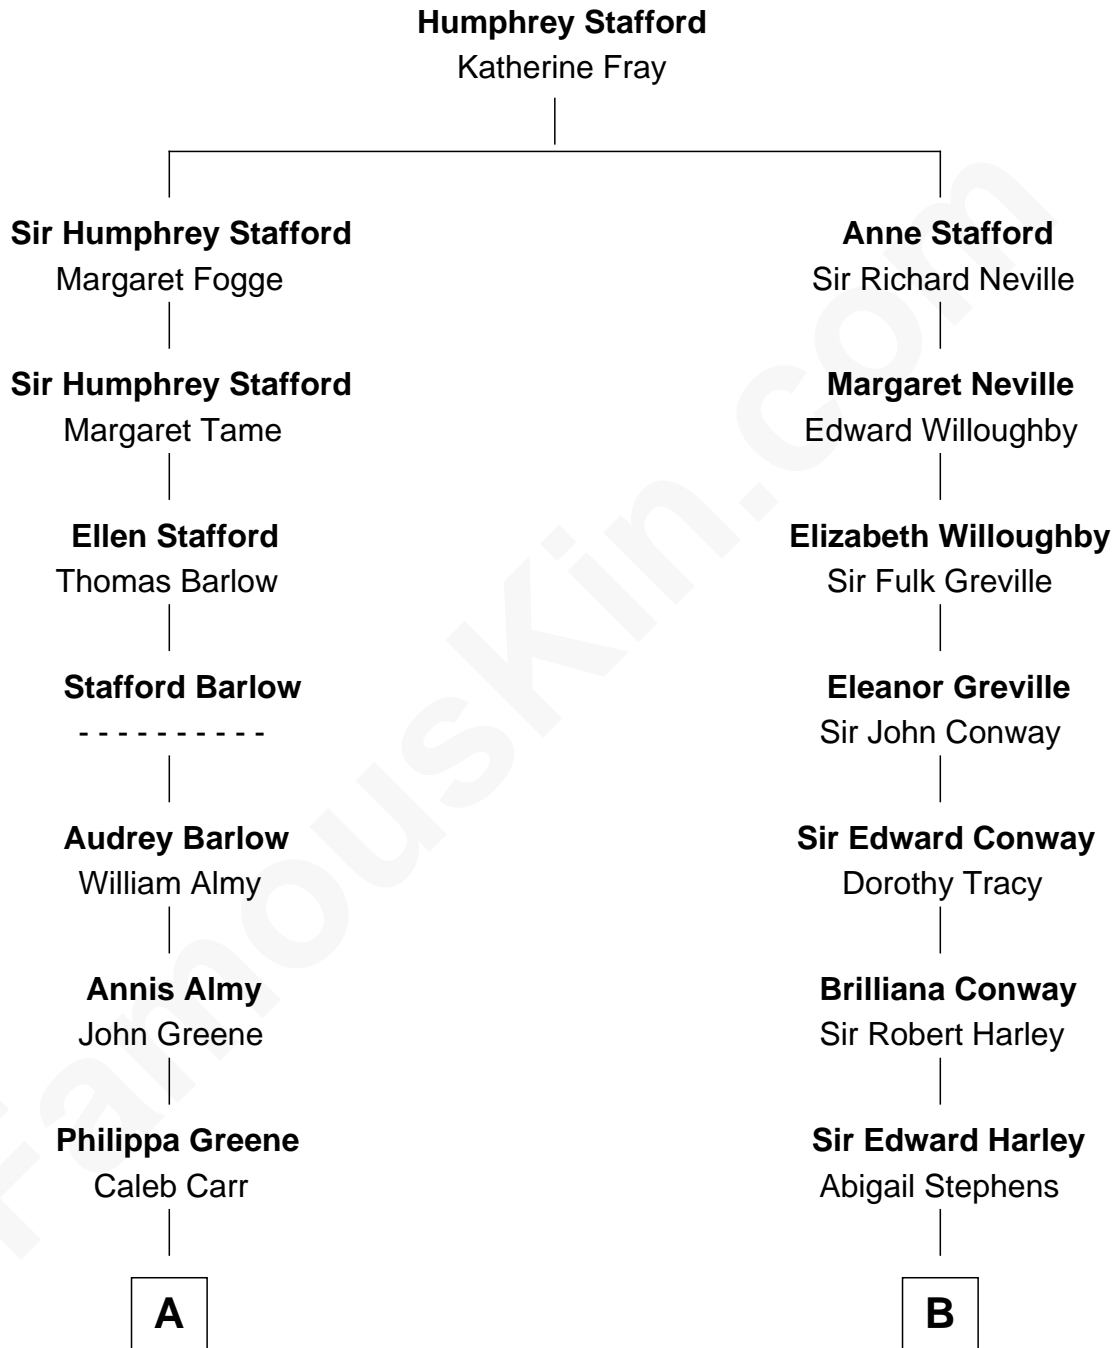 Humphrey Stafford
Katherine Fray
Sir Humphrey Stafford
Margaret Fogge
Sir Humphrey Stafford
Margaret Tame
Ellen Stafford
Thomas Barlow
Stafford Barlow
- - - - - - - - - -
Audrey Barlow
William Almy
Annis Almy
John Greene
Philippa Greene
Caleb Carr
A
Anne Stafford
Sir Richard Neville
Margaret Neville
Edward Willoughby
Elizabeth Willoughby
Sir Fulk Greville
Eleanor Greville
Sir John Conway
Sir Edward Conway
Dorothy Tracy
Brilliana Conway
Sir Robert Harley
Sir Edward Harley
Abigail Stephens
B
FamousKin.com